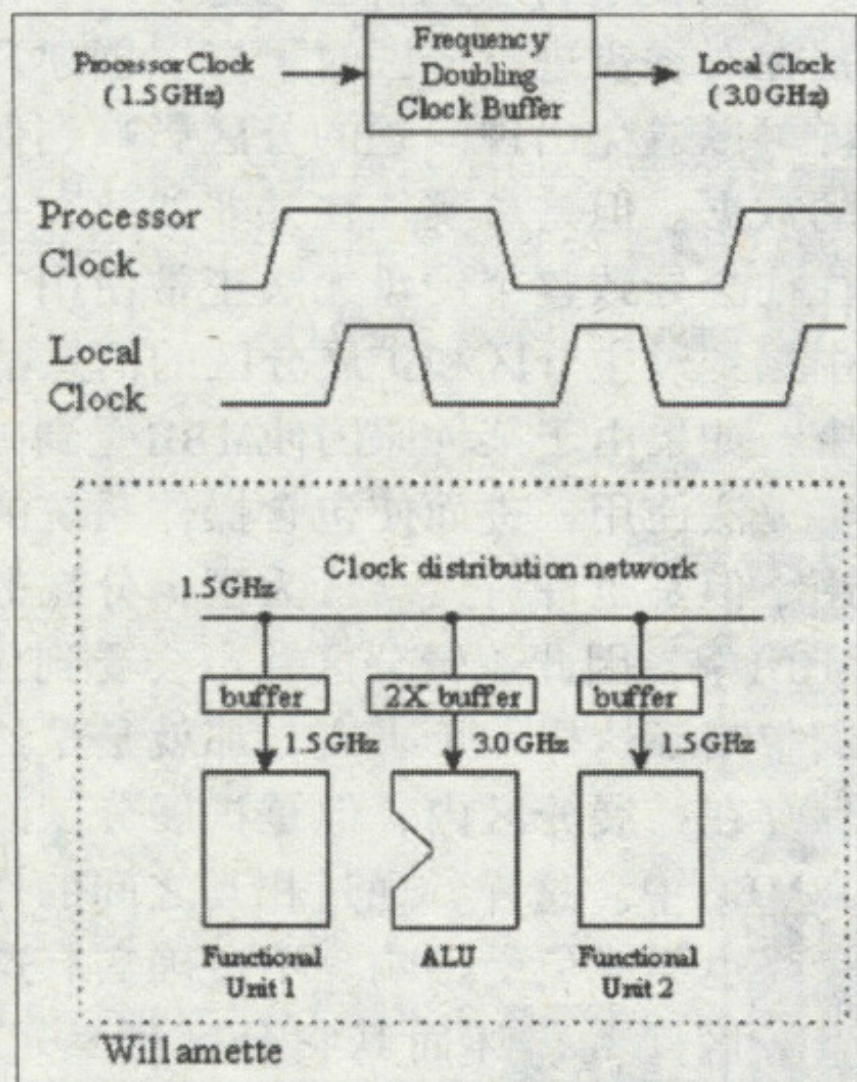 Processor Clock
(1.5 GHz)
Frequency
Doubling
Clock Buffer
Local Clock
(3.0 GHz)
Processor
Clock
Local
Clock
Clock distribution network
1.5 GHz
buffer
2X buffer
buffer
1.5 GHz
3.0 GHz
1.5 GHz
Functional
Unit 1
ALU
Functional
Unit 2
Willamette